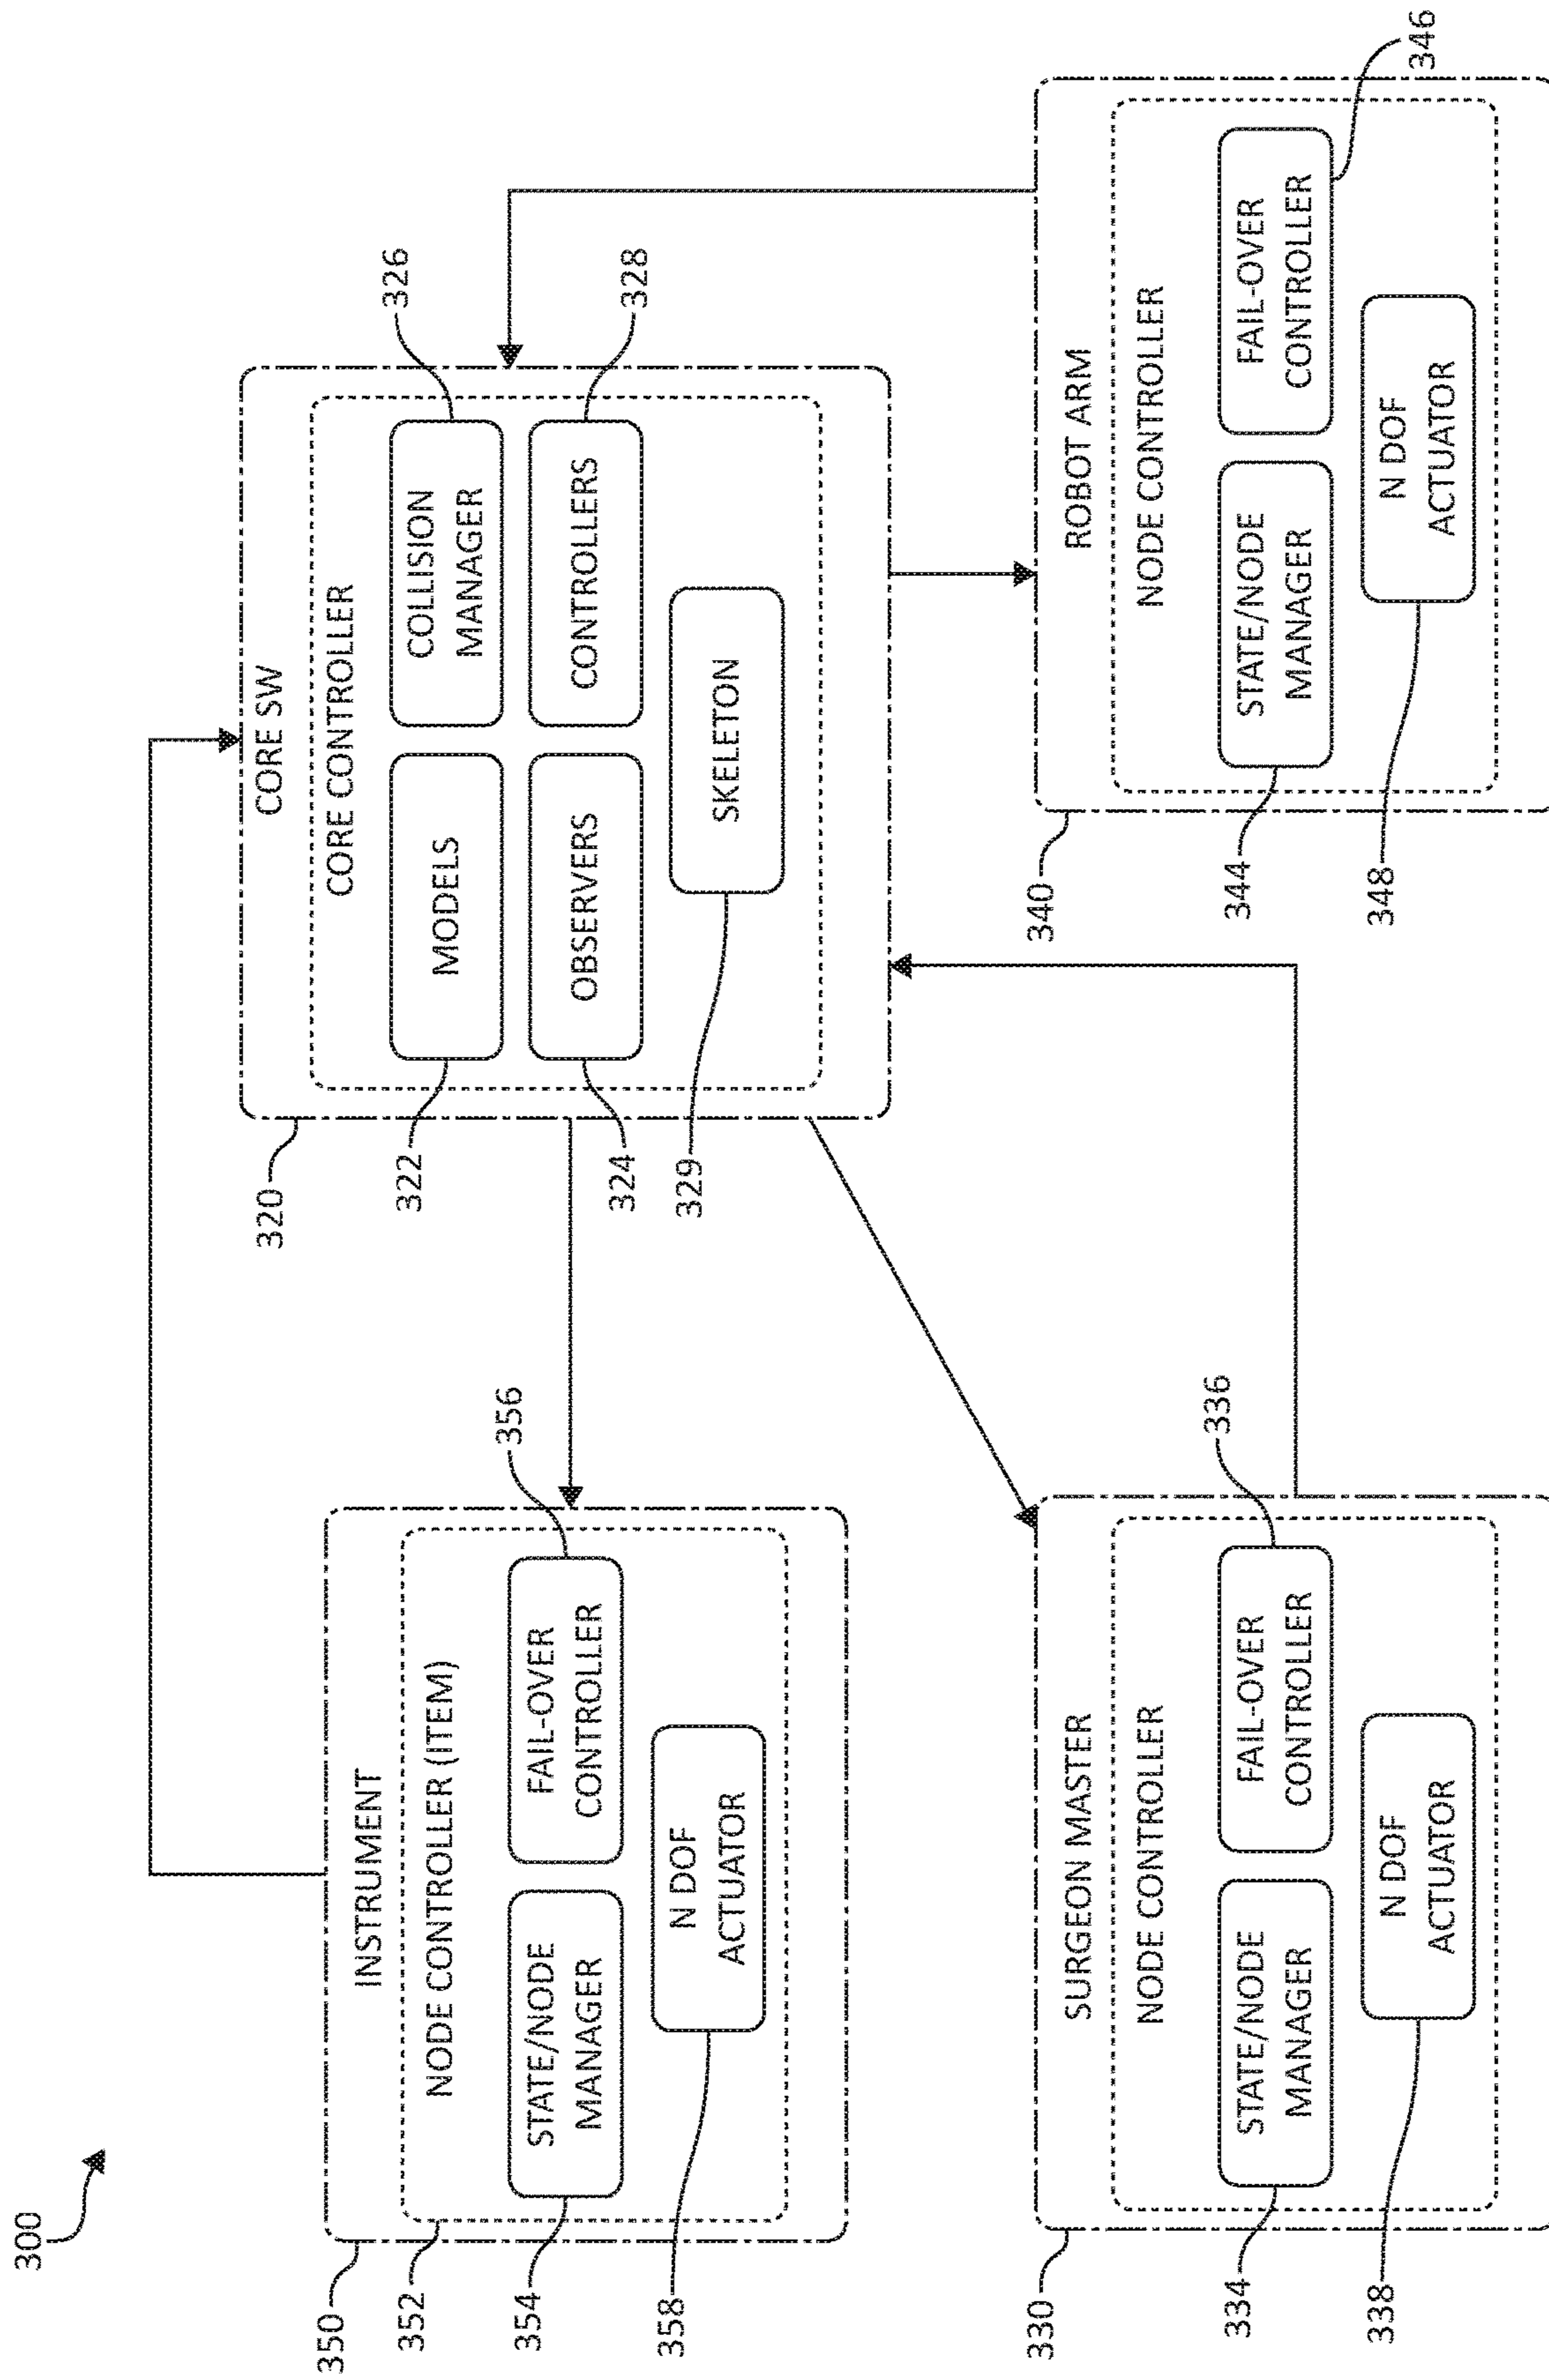 300
350
352
354
358
INSTRUMENT
NODE CONTROLLER (ITEM)
STATE/NODE
MANAGER
FAIL-OVER
CONTROLLER
N DOF
ACTUATOR
356
320
322
324
329
CORE SW
CORE CONTROLLER
MODELS
COLLISION
MANAGER
OBSERVERS
CONTROLLERS
SKELETON
326
328
330
334
338
SURGEON MASTER
NODE CONTROLLER
STATE/NODE
MANAGER
FAIL-OVER
CONTROLLER
N DOF
ACTUATOR
336
340
344
348
ROBOT ARM
NODE CONTROLLER
STATE/NODE
MANAGER
FAIL-OVER
CONTROLLER
N DOF
ACTUATOR
346